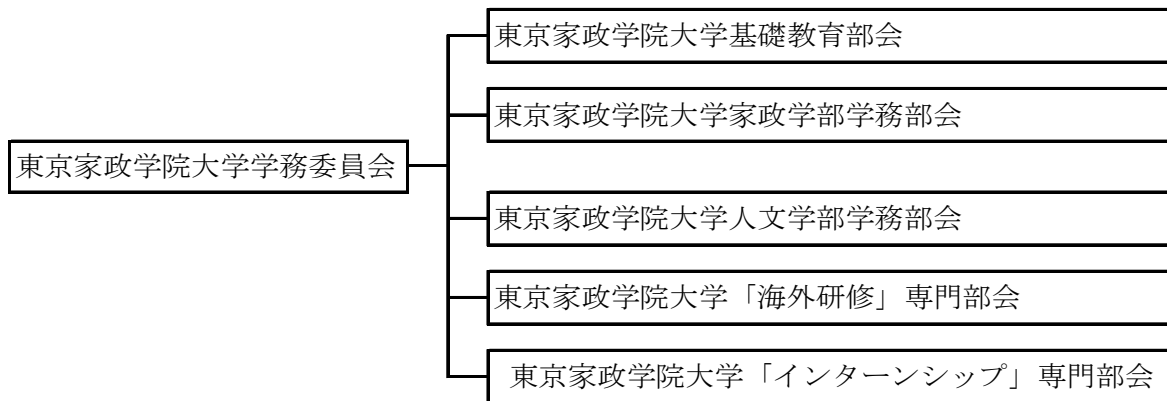 東京家政学院大学基礎教育部会
東京家政学院大学家政学部学務部会
東京家政学院大学学務委員会
東京家政学院大学人文学部学務部会
東京家政学院大学「海外研修」専門部会
東京家政学院大学「インターンシップ」専門部会